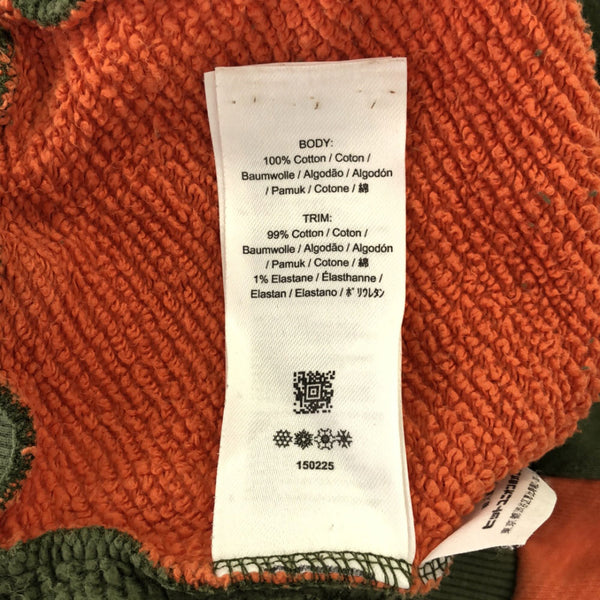 BODY:
100% Cotton / Coton /
Baumwolle / Algodão / Algodón
/ Pamuk / Cotone / 綿
TRIM:
99% Cotton / Coton /
Baumwolle / Algodão / Algodón
/ Pamuk / Cotone / 綿
1% Elastane / Élasthanne /
Elastan / Elastano / ﾎﾟﾘｳﾚﾀﾝ
150225